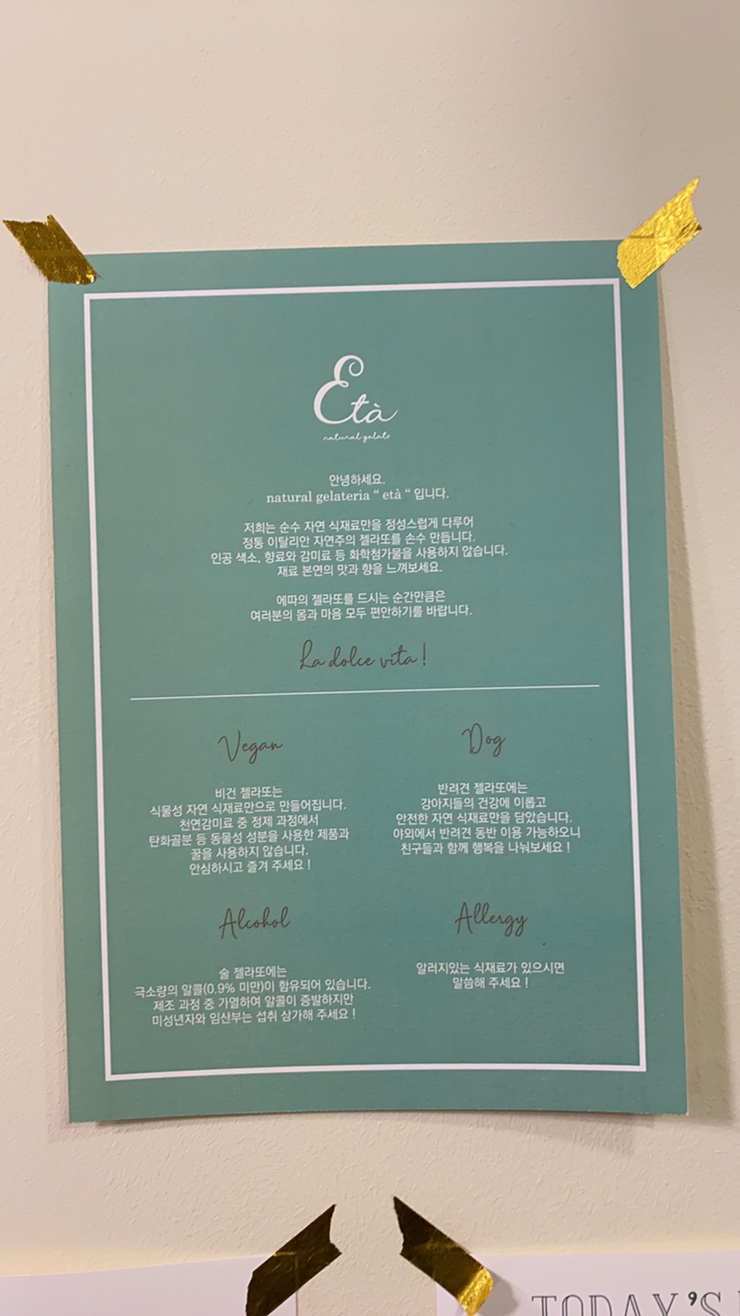 Età
natural gelato
안녕하세요.
natural gelateria “ età “ 입니다.
저희는 순수 자연 식재료만을 정성스럽게 다루어
정통 이탈리안 자연주의 젤라또를 손수 만듭니다.
인공 색소, 향료와 감미료 등 화학첨가물을 사용하지 않습니다.
재료 본연의 맛과 향을 느껴보세요.
에따의 젤라또를 드시는 순간만큼은
여러분의 몸과 마음 모두 편안하기를 바랍니다.
La dolce vita !
Vegan
비건 젤라또는
식물성 자연 식재료만으로 만들어집니다.
천연감미료 중 정제 과정에서
탄화골분 등 동물성 성분을 사용한 제품과
꿀을 사용하지 않습니다.
안심하시고 즐겨 주세요 !
Dog
반려견 젤라또에는
강아지들의 건강에 이롭고
안전한 자연 식재료만을 담았습니다.
야외에서 반려견 동반 이용 가능하오니
친구들과 함께 행복을 나눠보세요 !
Alcohol
술 젤라또에는
극소량의 알콜(0.9% 미만)이 함유되어 있습니다.
제조 과정 중 가열하여 알콜이 증발하지만
미성년자와 임산부는 섭취 삼가해 주세요 !
Allergy
알러지있는 식재료가 있으시면
말씀해 주세요 !
TODAY'S